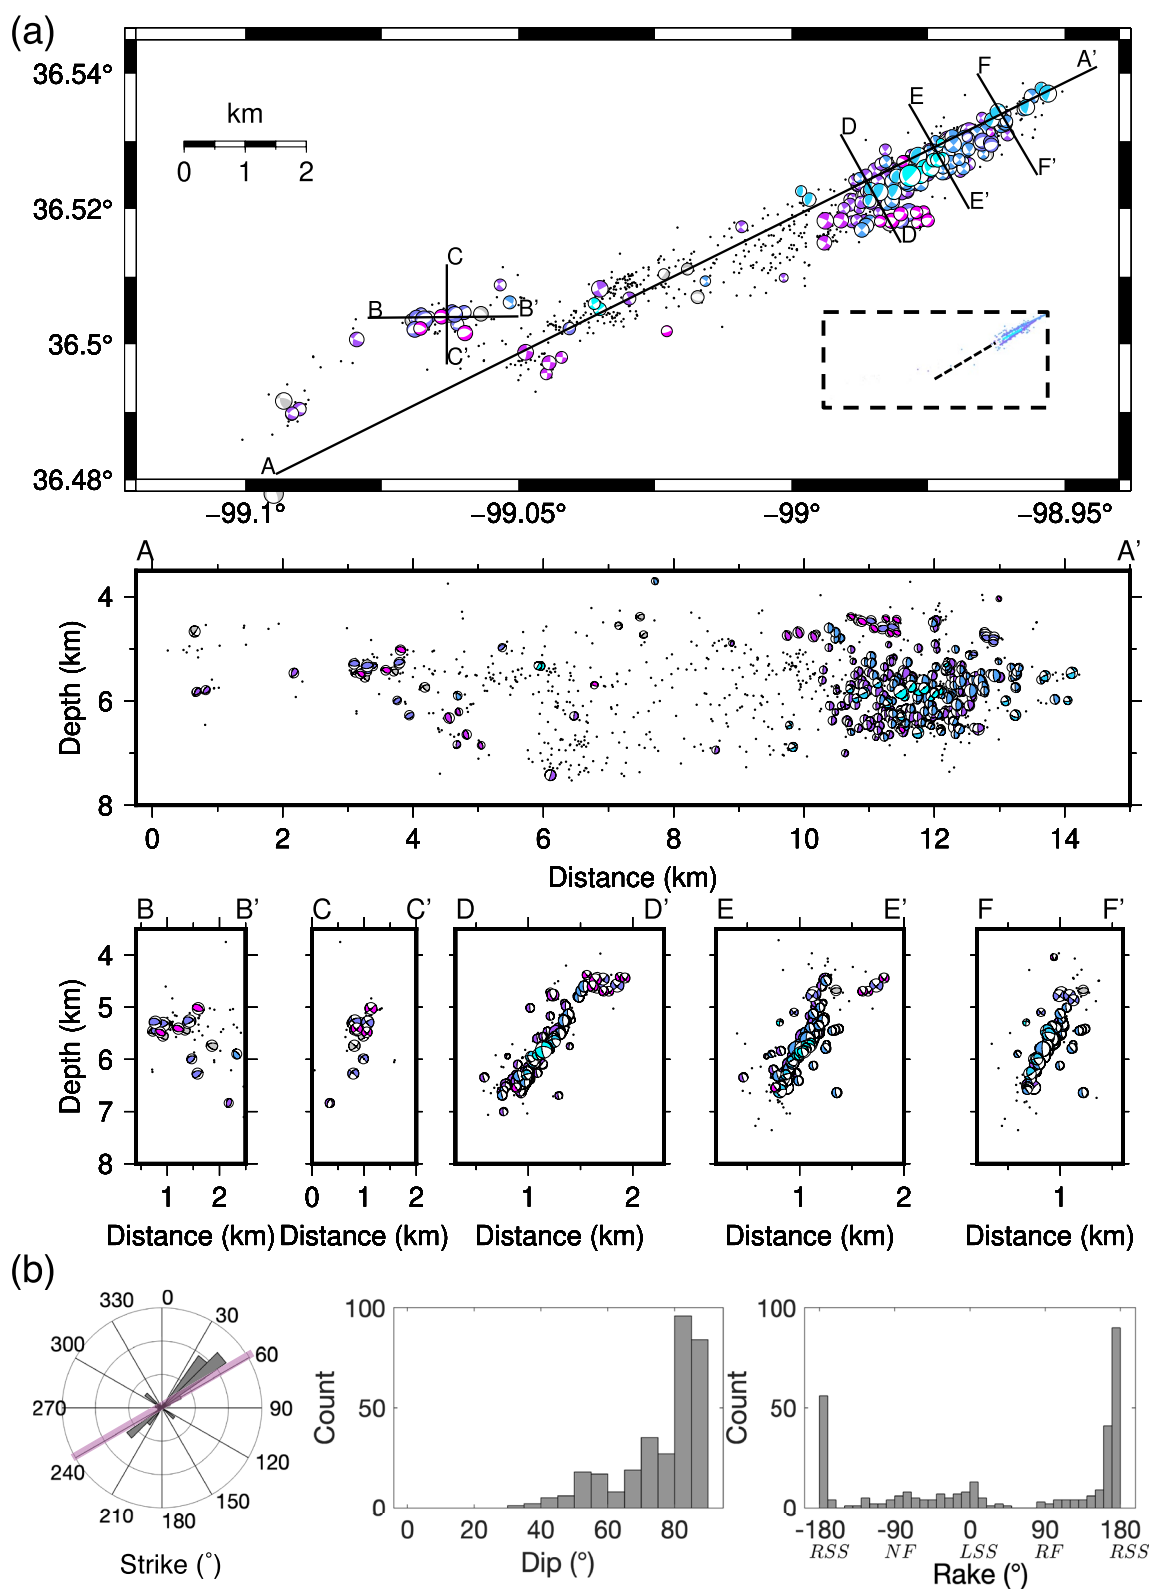 (a)
36.54°
36.52°
36.5°
36.48°
km
0 1 2
A'
F
E
D
F'
E'
D
C
B B'
C'
A
−99.1° −99.05° −99° −98.95°
A A'
Depth (km)
4
6
8
0 2 4 6 8 10 12 14
Distance (km)
B B' C C' D D' E E' F F'
Depth (km)
4
5
6
7
8
1 2 0 1 2 1 2 1 2 1
Distance (km) Distance (km) Distance (km) Distance (km) Distance (km)
(b)
0
30
60
90
120
150
180
210
240
270
300
330
Strike (°)
Count
100
50
0
0 20 40 60 80
Dip (°)
Count
100
50
0
-180 -90 0 90 180
RSS NF LSS RF RSS
Rake (°)